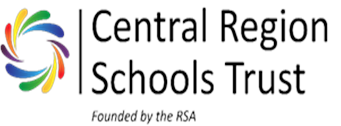 Central Region
Schools Trust
Founded by the RSA